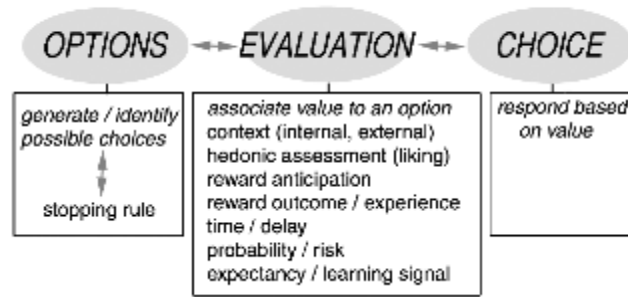 OPTIONS
EVALUATION
CHOICE
generate / identify
possible choices
stopping rule
associate value to an option
context (internal, external)
hedonic assessment (liking)
reward anticipation
reward outcome / experience
time / delay
probability / risk
expectancy / learning signal
respond based
on value